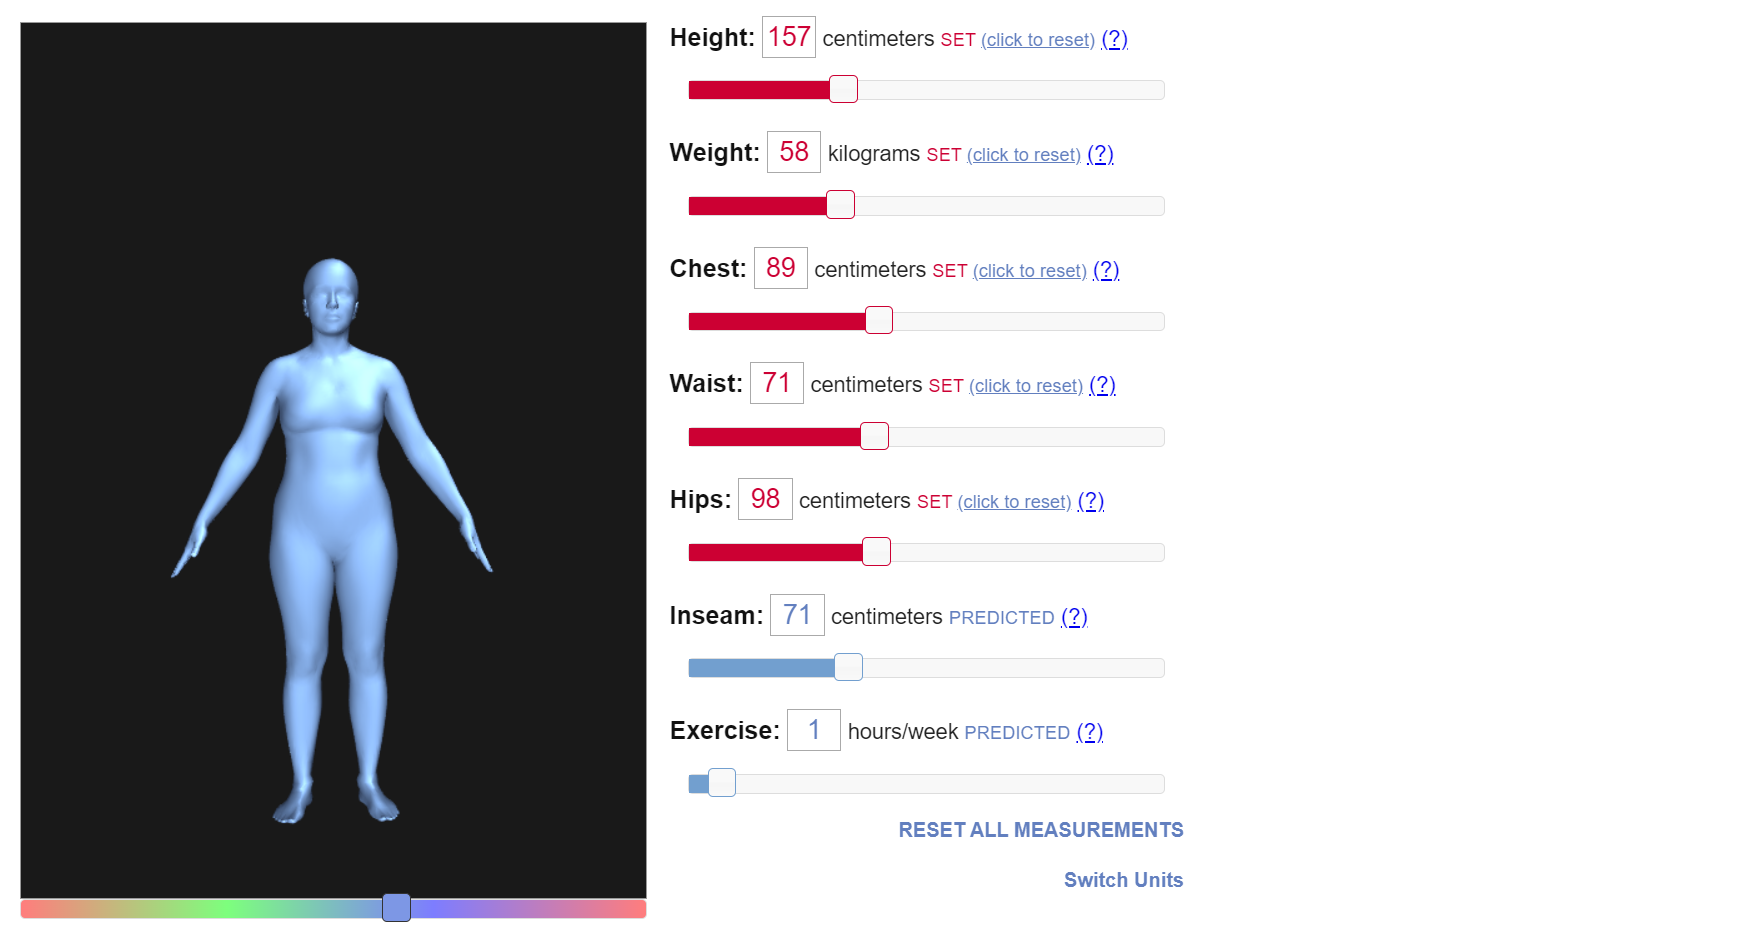 Height: 157 centimeters SET (click to reset) (?)
Weight: 58 kilograms SET (click to reset) (?)
Chest: 89 centimeters SET (click to reset) (?)
Waist: 71 centimeters SET (click to reset) (?)
Hips: 98 centimeters SET (click to reset) (?)
Inseam: 71 centimeters PREDICTED (?)
Exercise: 1 hours/week PREDICTED (?)
RESET ALL MEASUREMENTS
Switch Units